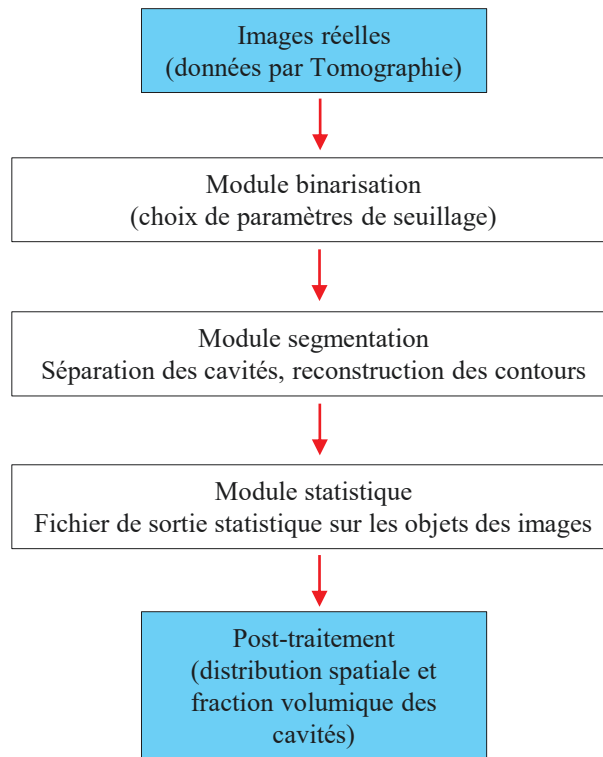 Images réelles
(données par Tomographie)
Module binarisation
(choix de paramètres de seuillage)
Module segmentation
Séparation des cavités, reconstruction des contours
Module statistique
Fichier de sortie statistique sur les objets des images
Post-traitement
(distribution spatiale et
fraction volumique des
cavités)